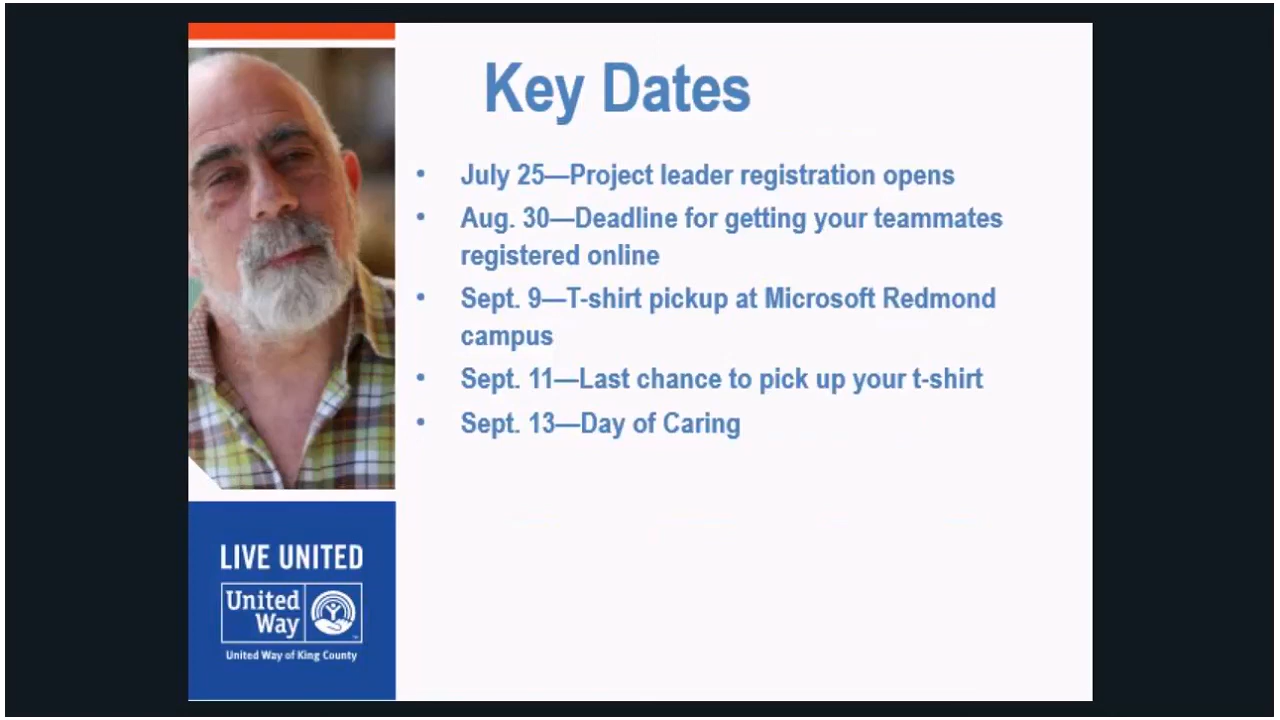 Key Dates
• July 25—Project leader registration opens
• Aug. 30—Deadline for getting your teammates
registered online
• Sept. 9—T-shirt pickup at Microsoft Redmond
campus
• Sept. 11—Last chance to pick up your t-shirt
• Sept. 13—Day of Caring
LIVE UNITED
United
Way
United Way of King County